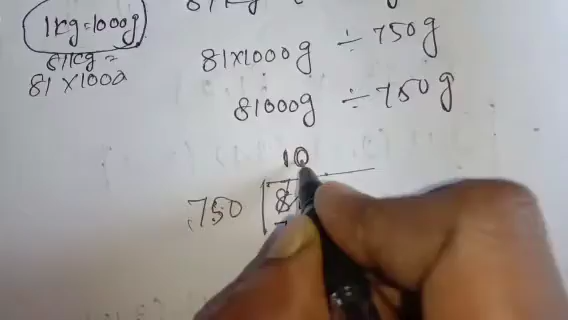 1kg=1000g
81kg =
81 × 1000
81×1000g ÷ 750g
81000g ÷ 750g
10
750